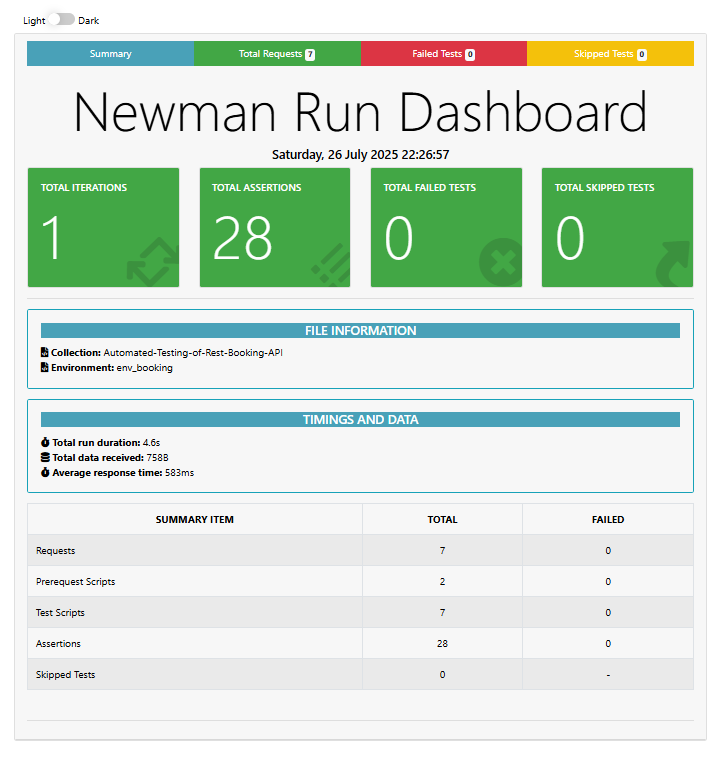 Light Dark
Summary Total Requests 7 Failed Tests 0 Skipped Tests 0
Newman Run Dashboard
Saturday, 26 July 2025 22:26:57
TOTAL ITERATIONS TOTAL ASSERTIONS TOTAL FAILED TESTS TOTAL SKIPPED TESTS
1 28 0 0
FILE INFORMATION
Collection: Automated-Testing-of-Rest-Booking-API
Environment: env_booking
TIMINGS AND DATA
Total run duration: 4.6s
Total data received: 758B
Average response time: 583ms
SUMMARY ITEM TOTAL FAILED
Requests 7 0
Prerequest Scripts 2 0
Test Scripts 7 0
Assertions 28 0
Skipped Tests 0 -